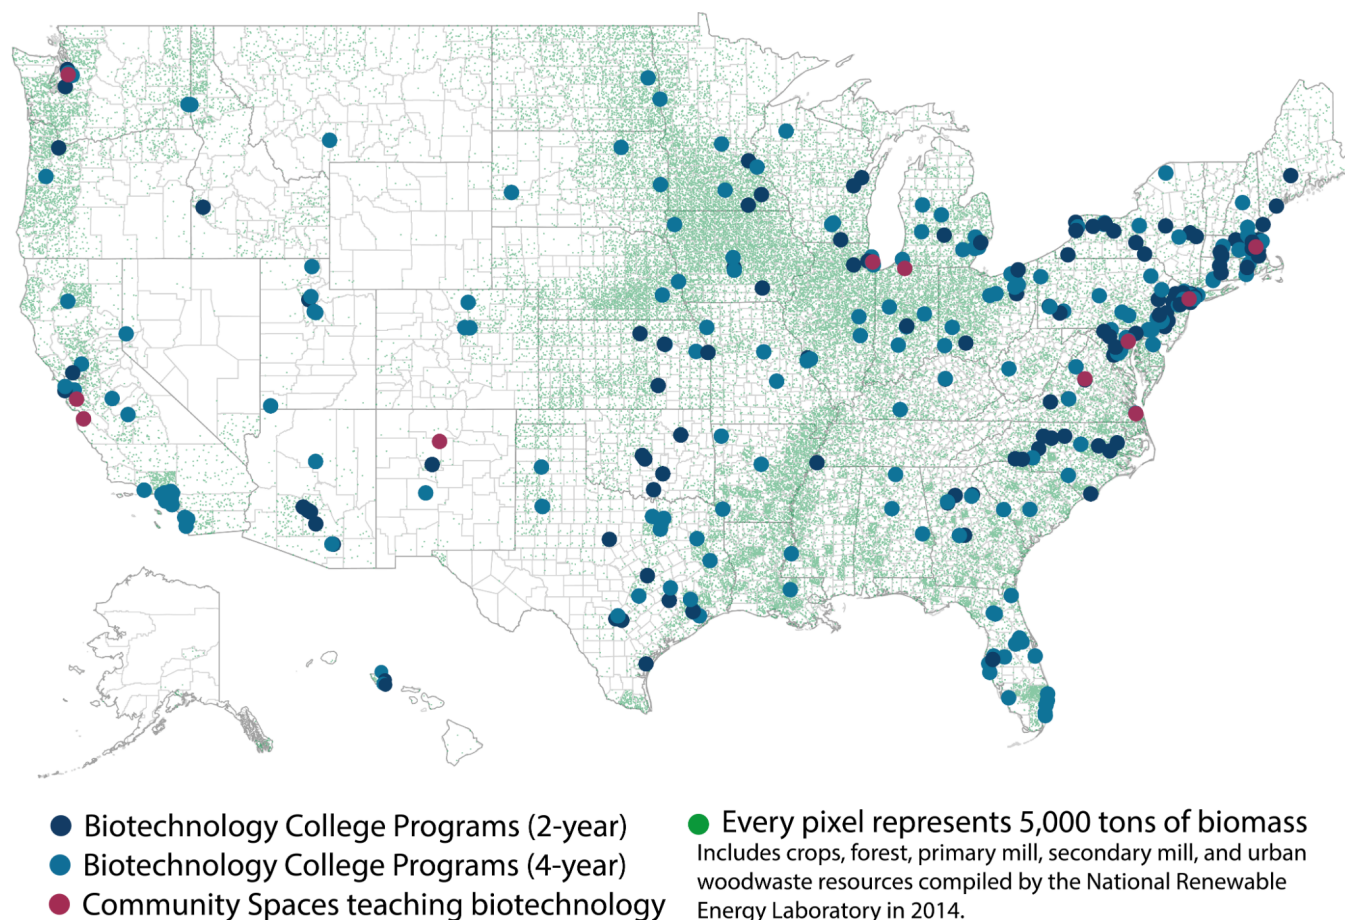 Biotechnology College Programs (2-year)
Biotechnology College Programs (4-year)
Community Spaces teaching biotechnology
Every pixel represents 5,000 tons of biomass
Includes crops, forest, primary mill, secondary mill, and urban
woodwaste resources compiled by the National Renewable
Energy Laboratory in 2014.